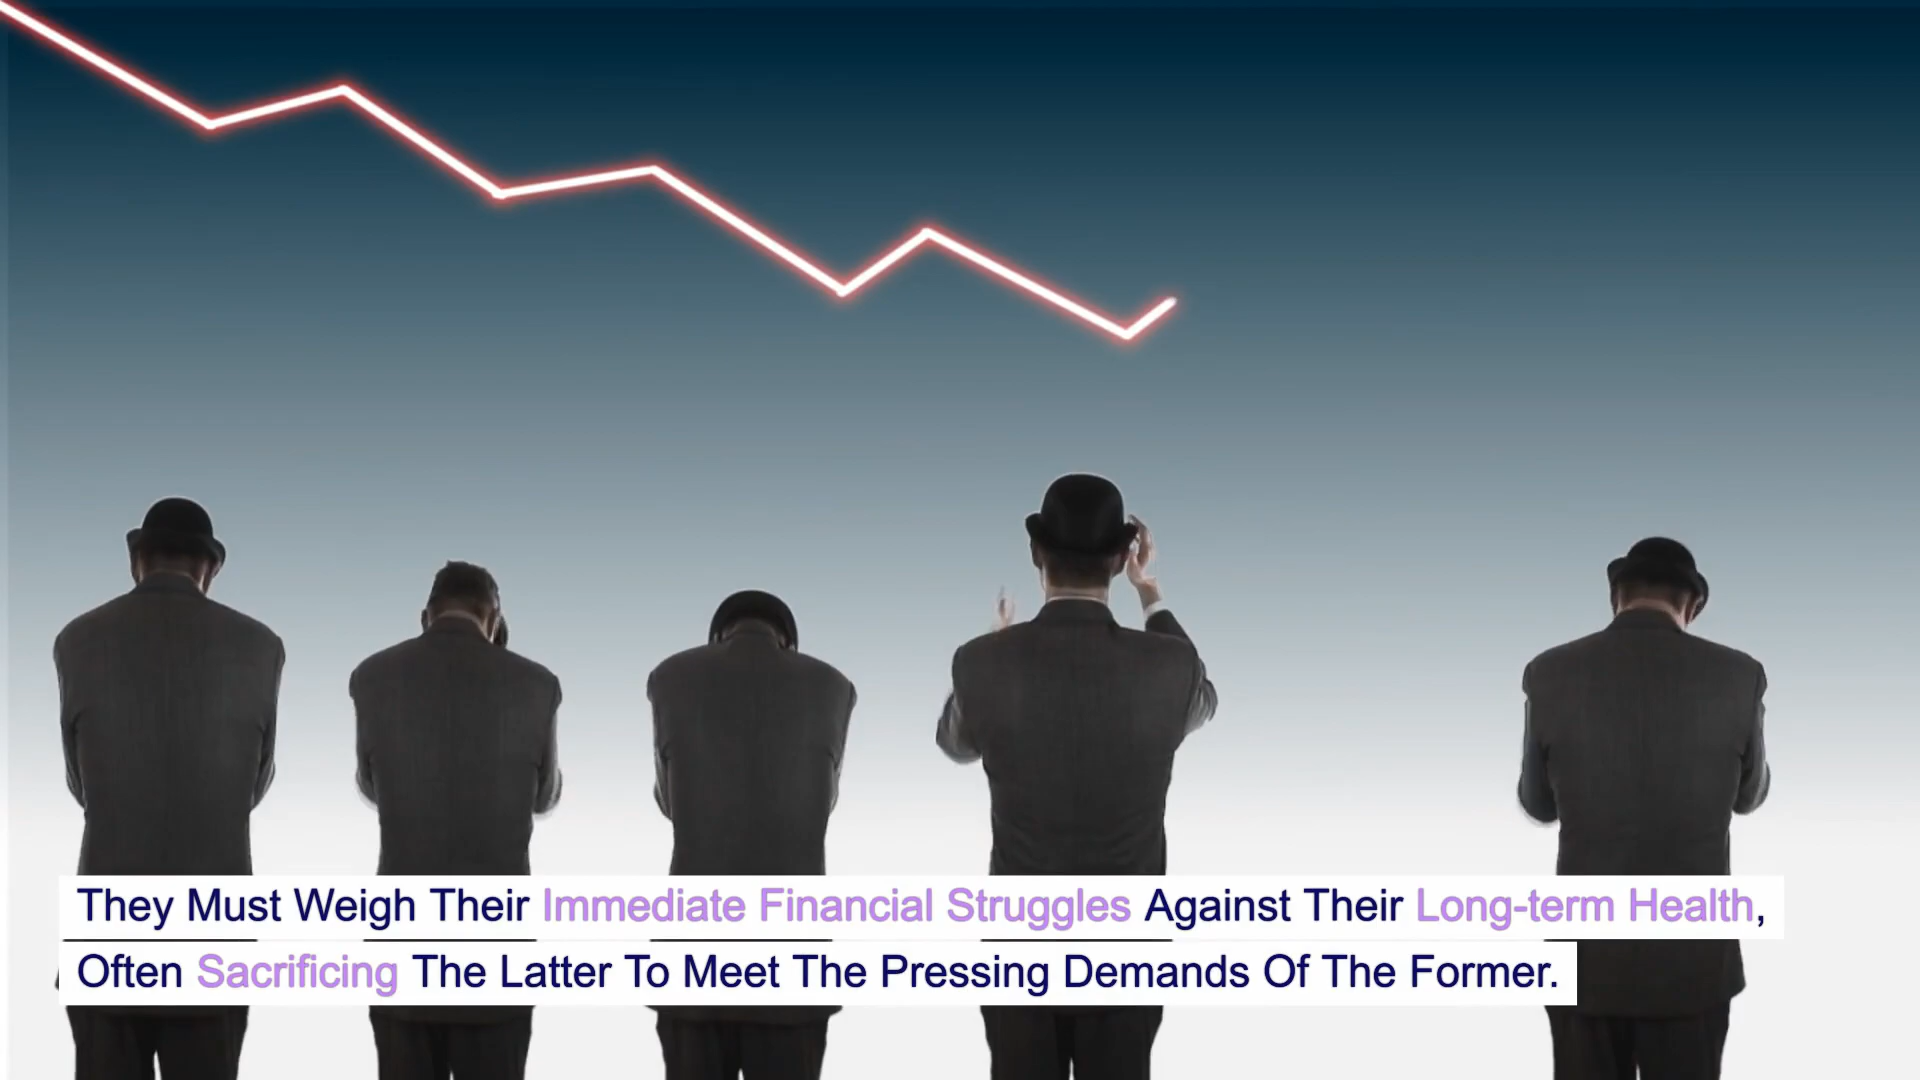 They Must Weigh Their Immediate Financial Struggles Against Their Long-term Health,
Often Sacrificing The Latter To Meet The Pressing Demands Of The Former.